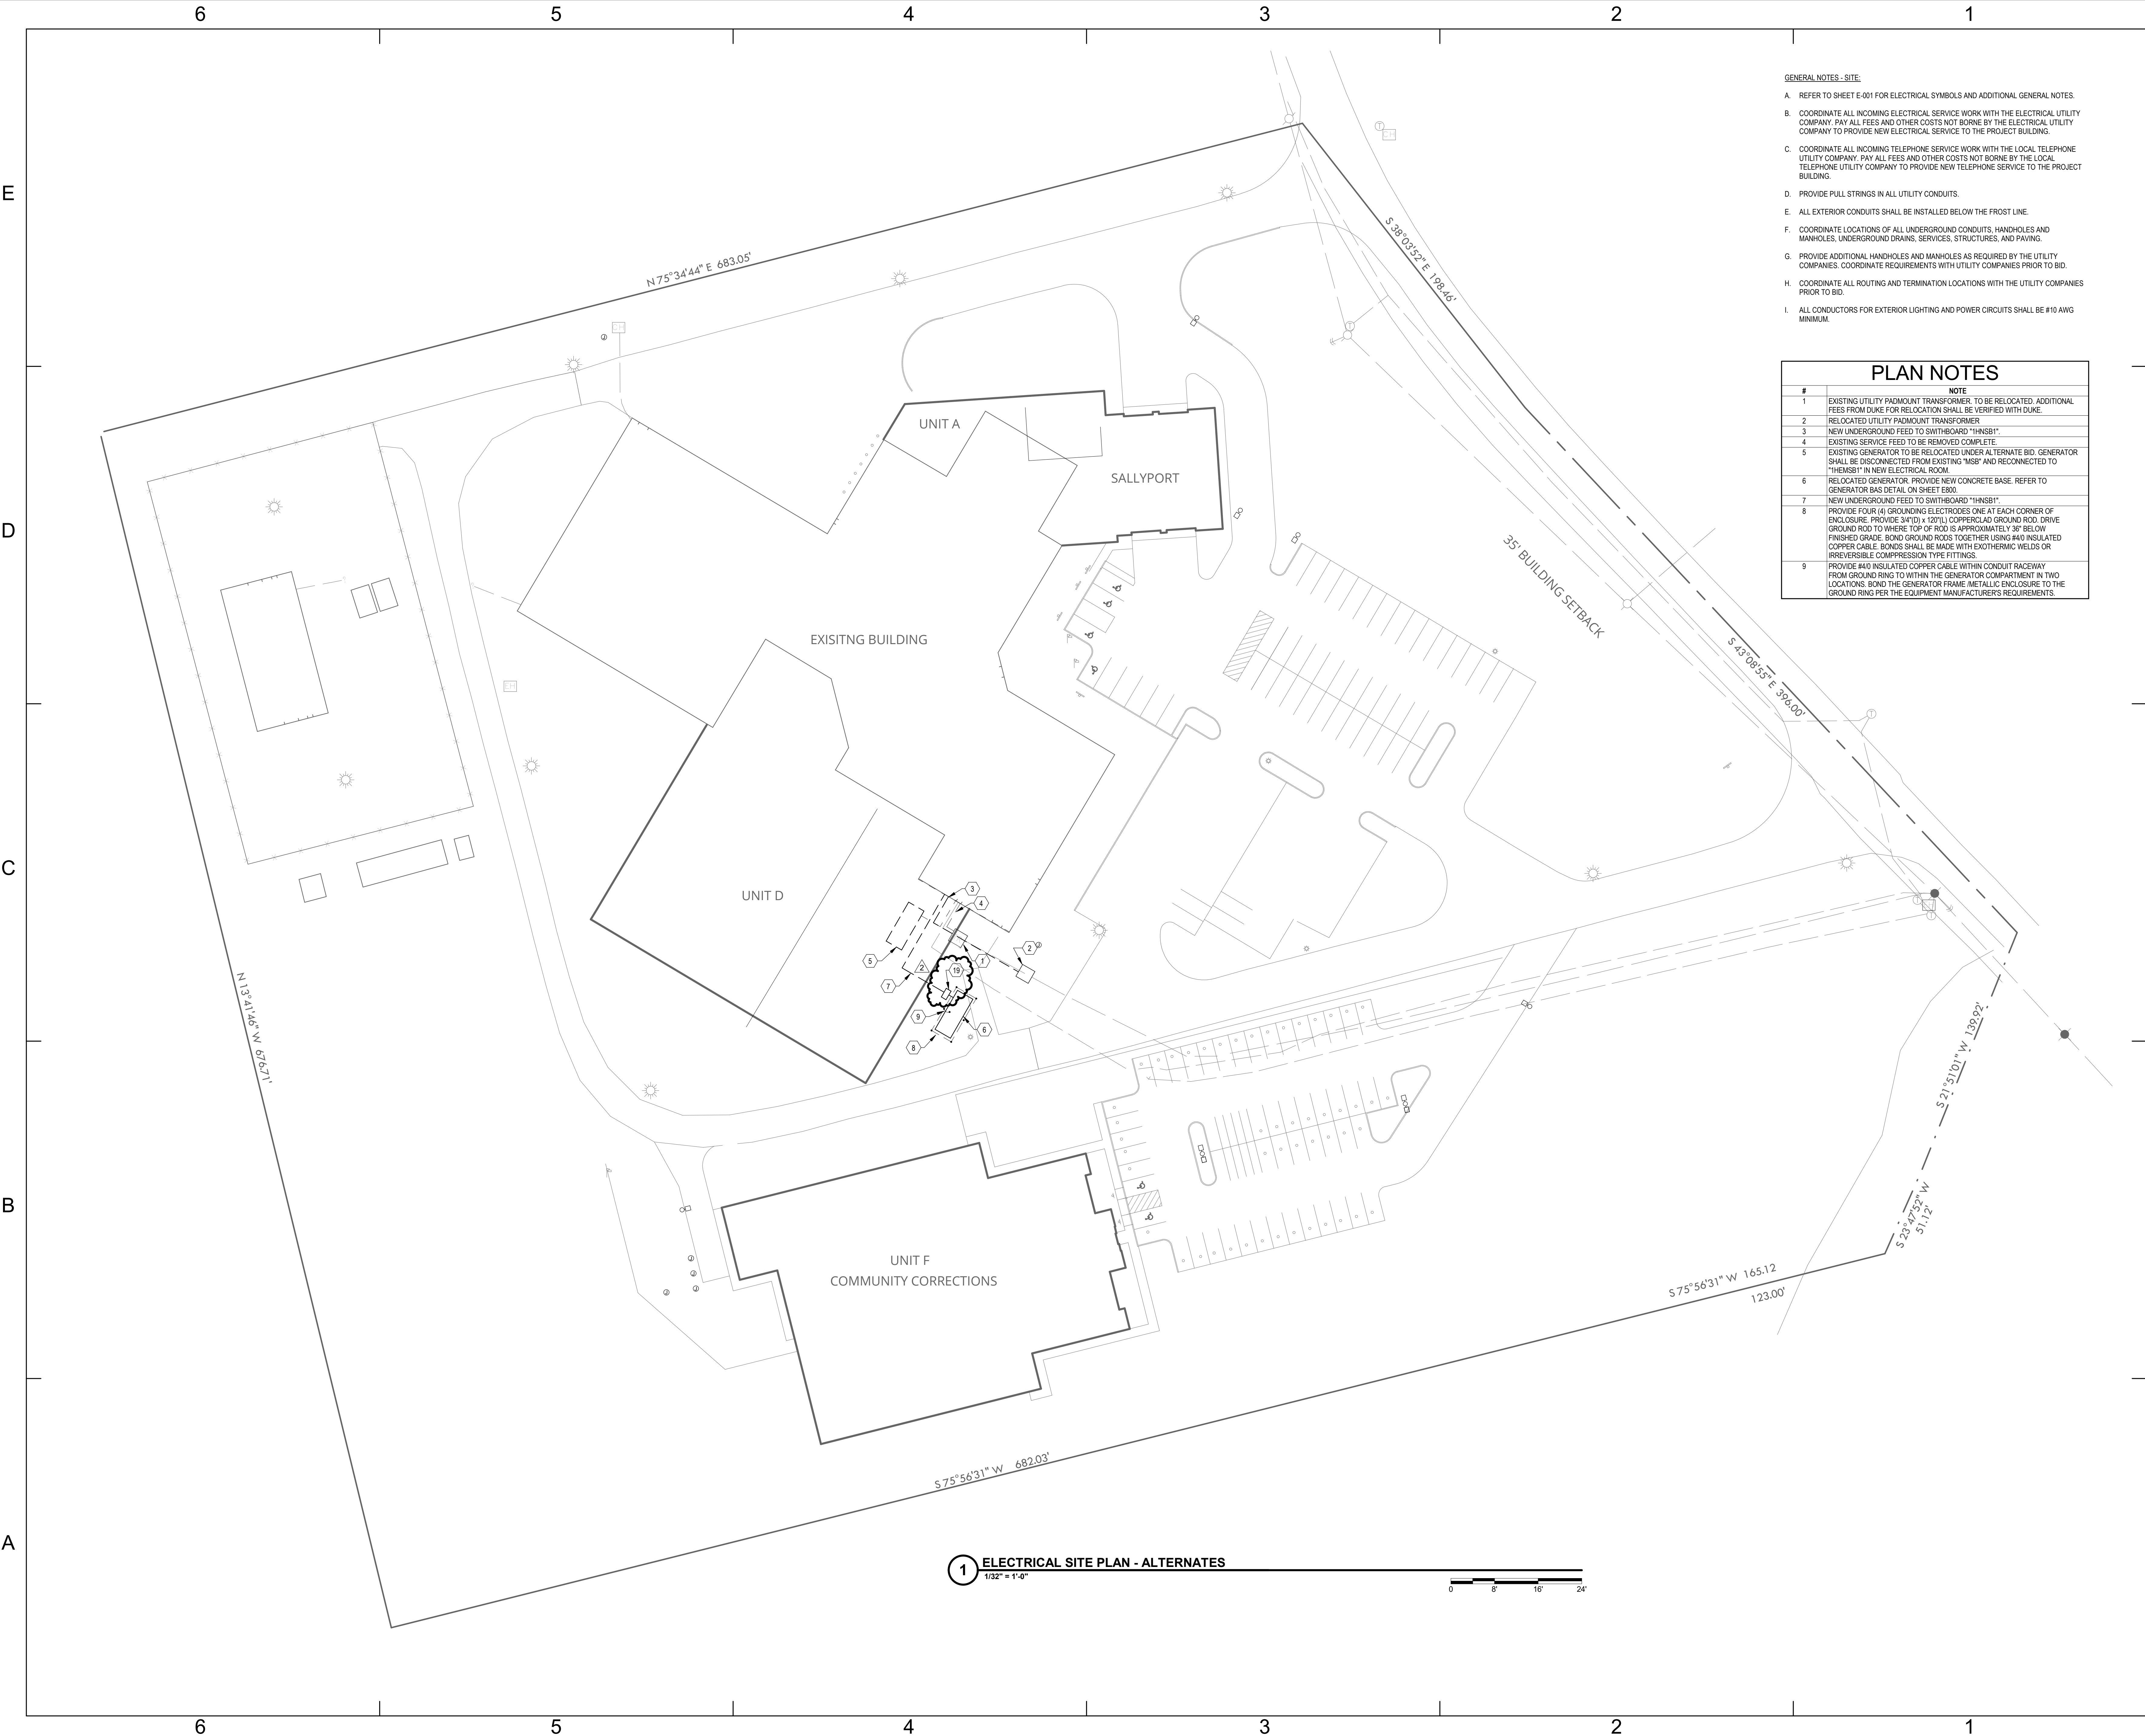 6 5 4 3 2 1
GENERAL NOTES - SITE:
A. REFER TO SHEET E-001 FOR ELECTRICAL SYMBOLS AND ADDITIONAL GENERAL NOTES.
B. COORDINATE ALL INCOMING ELECTRICAL SERVICE WORK WITH THE ELECTRICAL UTILITY
COMPANY. PAY ALL FEES AND OTHER COSTS NOT BORNE BY THE ELECTRICAL UTILITY
COMPANY TO PROVIDE NEW ELECTRICAL SERVICE TO THE PROJECT BUILDING.
C. COORDINATE ALL INCOMING TELEPHONE SERVICE WORK WITH THE LOCAL TELEPHONE
UTILITY COMPANY. PAY ALL FEES AND OTHER COSTS NOT BORNE BY THE LOCAL
TELEPHONE UTILITY COMPANY TO PROVIDE NEW TELEPHONE SERVICE TO THE PROJECT
BUILDING.
D. PROVIDE PULL STRINGS IN ALL UTILITY CONDUITS.
E. ALL EXTERIOR CONDUITS SHALL BE INSTALLED BELOW THE FROST LINE.
F. COORDINATE LOCATIONS OF ALL UNDERGROUND CONDUITS, HANDHOLES AND
MANHOLES, UNDERGROUND DRAINS, SERVICES, STRUCTURES, AND PAVING.
G. PROVIDE ADDITIONAL HANDHOLES AND MANHOLES AS REQUIRED BY THE UTILITY
COMPANIES. COORDINATE REQUIREMENTS WITH UTILITY COMPANIES PRIOR TO BID.
H. COORDINATE ALL ROUTING AND TERMINATION LOCATIONS WITH THE UTILITY COMPANIES
PRIOR TO BID.
I. ALL CONDUCTORS FOR EXTERIOR LIGHTING AND POWER CIRCUITS SHALL BE #10 AWG
MINIMUM.
PLAN NOTES
# NOTE
1 EXISTING UTILITY PADMOUNT TRANSFORMER. TO BE RELOCATED. ADDITIONAL
FEES FROM DUKE FOR RELOCATION SHALL BE VERIFIED WITH DUKE.
2 RELOCATED UTILITY PADMOUNT TRANSFORMER
3 NEW UNDERGROUND FEED TO SWITHBOARD "1HNSB1".
4 EXISTING SERVICE FEED TO BE REMOVED COMPLETE.
5 EXISTING GENERATOR TO BE RELOCATED UNDER ALTERNATE BID. GENERATOR
SHALL BE DISCONNECTED FROM EXISTING "MSB" AND RECONNECTED TO
"1HEMSB1" IN NEW ELECTRICAL ROOM.
6 RELOCATED GENERATOR. PROVIDE NEW CONCRETE BASE. REFER TO
GENERATOR BAS DETAIL ON SHEET E800.
7 NEW UNDERGROUND FEED TO SWITHBOARD "1HNSB1".
8 PROVIDE FOUR (4) GROUNDING ELECTRODES ONE AT EACH CORNER OF
ENCLOSURE. PROVIDE 3/4"(D) x 120"(L) COPPERCLAD GROUND ROD. DRIVE
GROUND ROD TO WHERE TOP OF ROD IS APPROXIMATELY 36" BELOW
FINISHED GRADE. BOND GROUND RODS TOGETHER USING #4/0 INSULATED
COPPER CABLE. BONDS SHALL BE MADE WITH EXOTHERMIC WELDS OR
IRREVERSIBLE COMPPRESSION TYPE FITTINGS.
9 PROVIDE #4/0 INSULATED COPPER CABLE WITHIN CONDUIT RACEWAY
FROM GROUND RING TO WITHIN THE GENERATOR COMPARTMENT IN TWO
LOCATIONS. BOND THE GENERATOR FRAME /METALLIC ENCLOSURE TO THE
GROUND RING PER THE EQUIPMENT MANUFACTURER'S REQUIREMENTS.
E
D
C
B
A
N 75°34'44" E 683.05'
S 38°03'52" E 198.46'
UNIT A
SALLYPORT
35' BUILDING SETBACK
EXISITNG BUILDING
S 43°08'55" E 396.00'
UNIT D
3
4
2
5
1
2
19
7
9
6
8
N 13°41'46" W 676.71'
S 21°51'01" W 139.92'
S 23°47'52" W
51.12'
UNIT F
COMMUNITY CORRECTIONS
S 75°56'31" W 165.12
123.00'
S 75°56'31" W 682.03'
1 ELECTRICAL SITE PLAN - ALTERNATES
1/32" = 1'-0"
0 8' 16' 24'
6 5 4 3 2 1